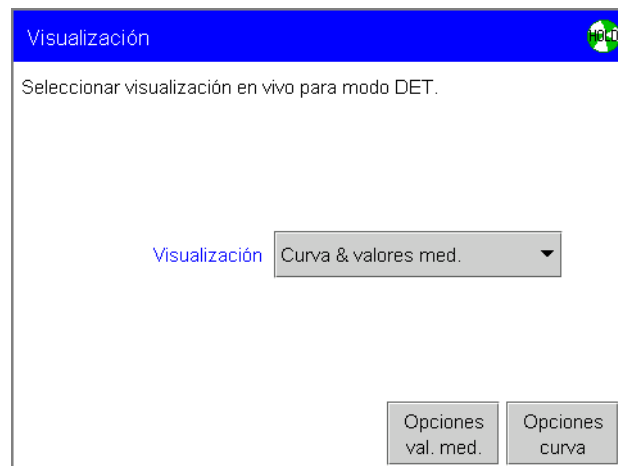 Visualización
HOLD
Seleccionar visualización en vivo para modo DET.
Visualización
Curva & valores med.
Opciones
val. med.
Opciones
curva